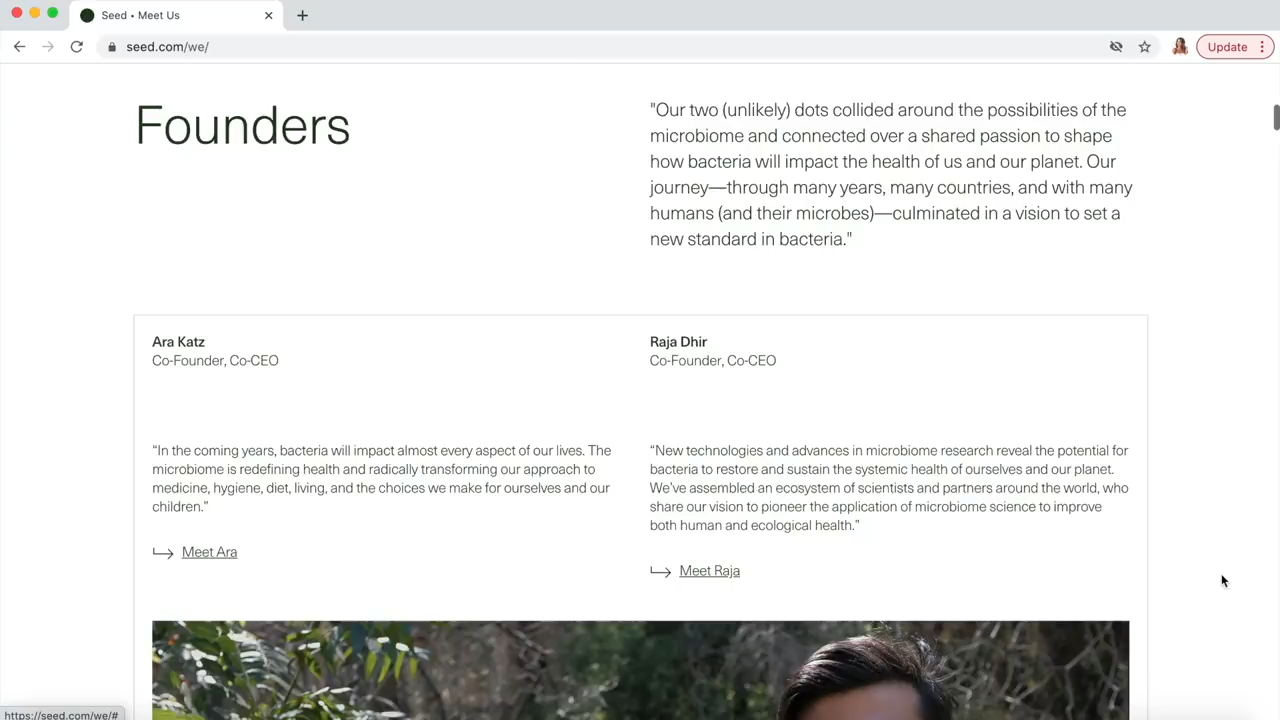 Seed • Meet Us
seed.com/we/
Update
Founders
"Our two (unlikely) dots collided around the possibilities of the
microbiome and connected over a shared passion to shape
how bacteria will impact the health of us and our planet. Our
journey—through many years, many countries, and with many
humans (and their microbes)—culminated in a vision to set a
new standard in bacteria."
Ara Katz
Co-Founder, Co-CEO
“In the coming years, bacteria will impact almost every aspect of our lives. The
microbiome is redefining health and radically transforming our approach to
medicine, hygiene, diet, living, and the choices we make for ourselves and our
children.”
Meet Ara
Raja Dhir
Co-Founder, Co-CEO
“New technologies and advances in microbiome research reveal the potential for
bacteria to restore and sustain the systemic health of ourselves and our planet.
We’ve assembled an ecosystem of scientists and partners around the world, who
share our vision to pioneer the application of microbiome science to improve
both human and ecological health.”
Meet Raja
https://seed.com/we/#